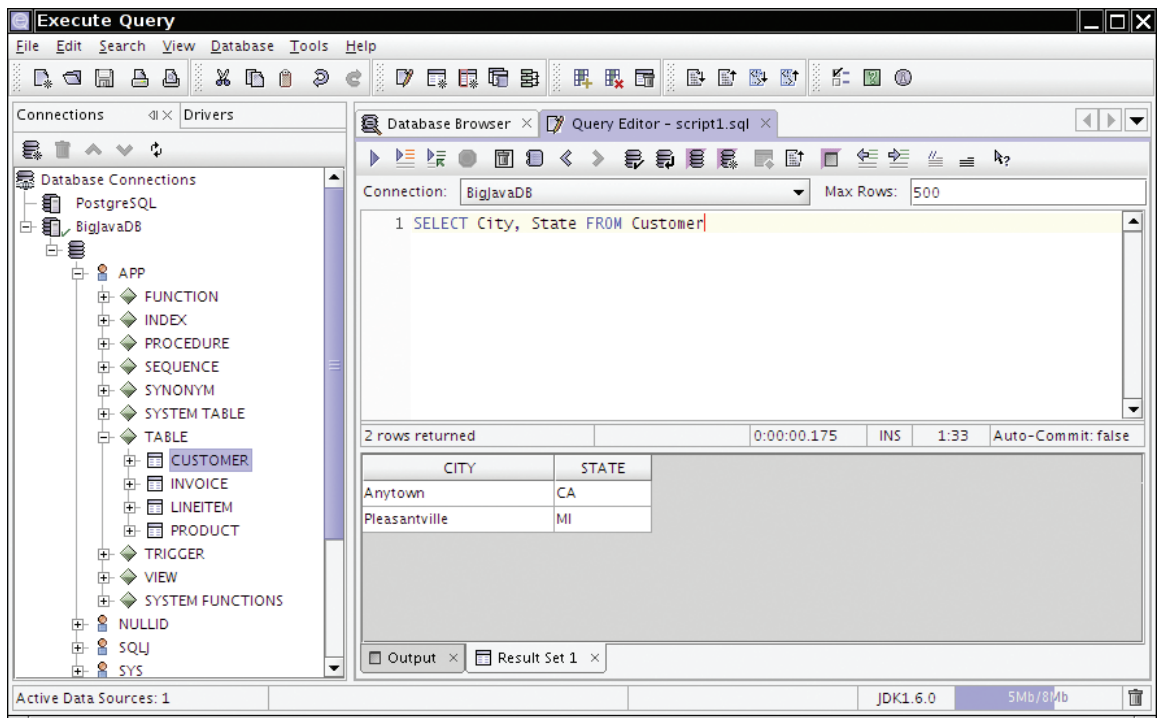 Execute Query
File Edit Search View Database Tools Help
Connections Drivers
Database Connections
PostgreSQL
BigJavaDB
APP
FUNCTION
INDEX
PROCEDURE
SEQUENCE
SYNONYM
SYSTEM TABLE
TABLE
CUSTOMER
INVOICE
LINEITEM
PRODUCT
TRIGGER
VIEW
SYSTEM FUNCTIONS
NULLID
SQLJ
SYS
Database Browser Query Editor - script1.sql
Connection: BigJavaDB Max Rows: 500
1 SELECT City, State FROM Customer
2 rows returned 0:00:00.175 INS 1:33 Auto-Commit: false
CITY STATE
Anytown CA
Pleasantville MI
Output Result Set 1
Active Data Sources: 1 JDK1.6.0 5Mb/8Mb